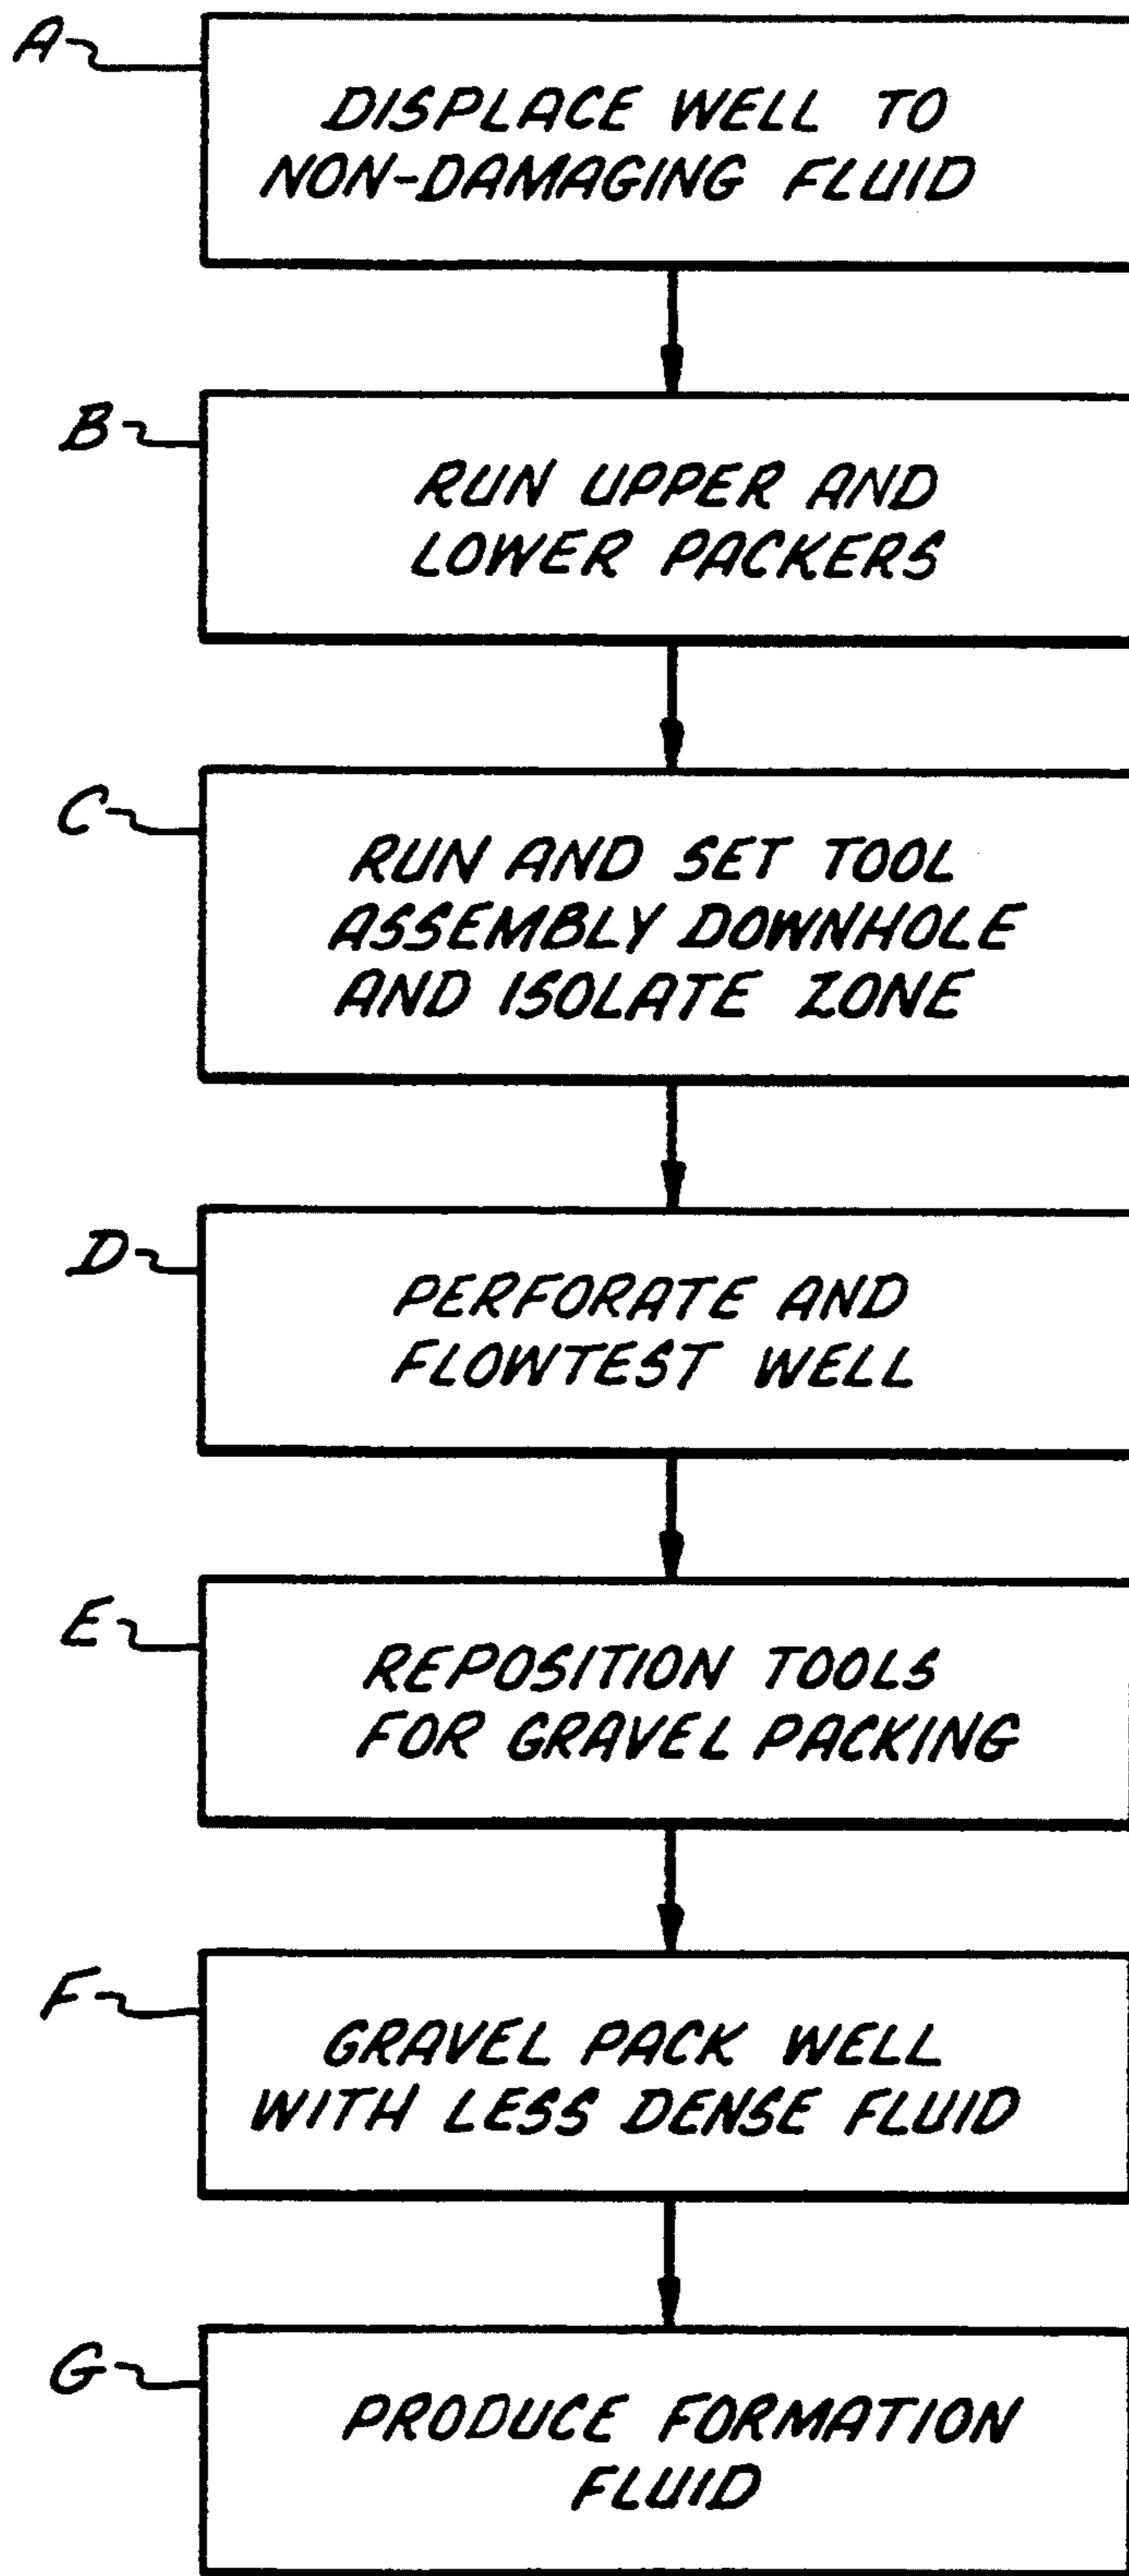 A
DISPLACE WELL TO
NON-DAMAGING FLUID
B
RUN UPPER AND
LOWER PACKERS
C
RUN AND SET TOOL
ASSEMBLY DOWNHOLE
AND ISOLATE ZONE
D
PERFORATE AND
FLOWTEST WELL
E
REPOSITION TOOLS
FOR GRAVEL PACKING
F
GRAVEL PACK WELL
WITH LESS DENSE FLUID
G
PRODUCE FORMATION
FLUID